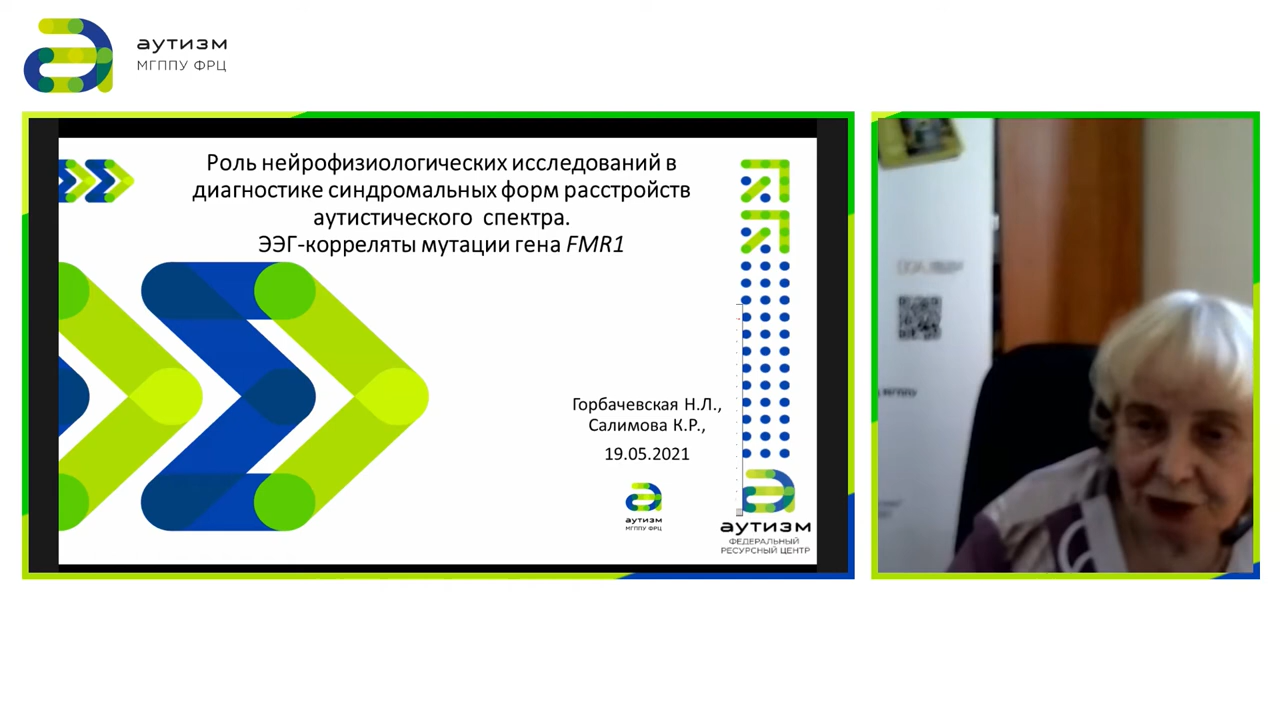 аутизм
МГППУ ФРЦ
Роль нейрофизиологических исследований в
диагностике синдромальных форм расстройств
аутистического спектра.
ЭЭГ-корреляты мутации гена FMR1
Горбачевская Н.Л.,
Салимова К.Р.,
19.05.2021
аутизм
МГППУ ФРЦ
аутизм
ФЕДЕРАЛЬНЫЙ
РЕСУРСНЫЙ ЦЕНТР